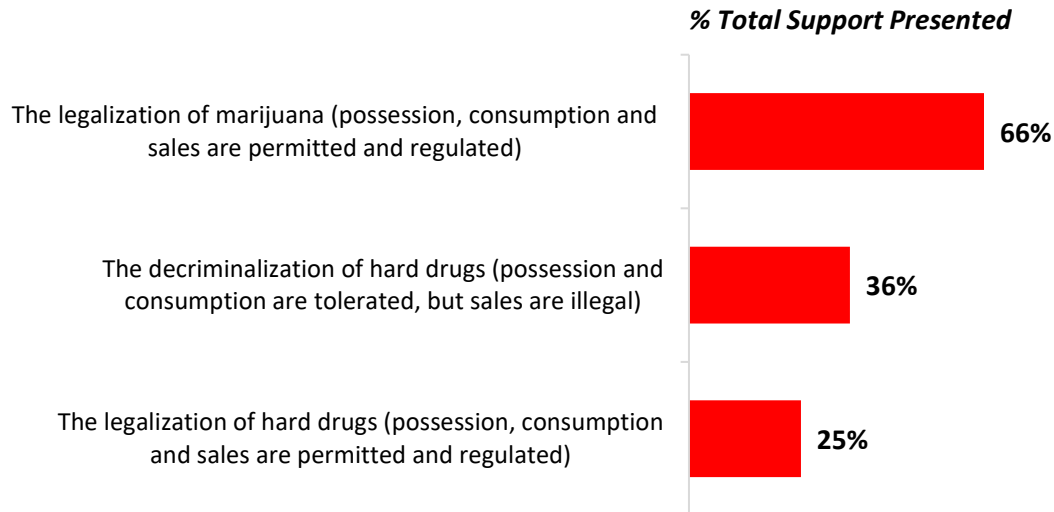 % Total Support Presented
The legalization of marijuana (possession, consumption and
sales are permitted and regulated)
66%
The decriminalization of hard drugs (possession and
consumption are tolerated, but sales are illegal)
36%
The legalization of hard drugs (possession, consumption
and sales are permitted and regulated)
25%